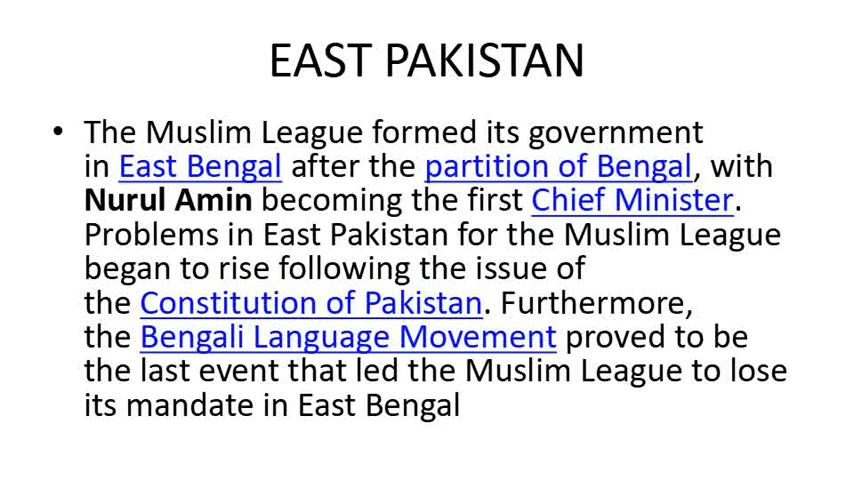 EAST PAKISTAN
• The Muslim League formed its government
in East Bengal after the partition of Bengal, with
Nurul Amin becoming the first Chief Minister.
Problems in East Pakistan for the Muslim League
began to rise following the issue of
the Constitution of Pakistan. Furthermore,
the Bengali Language Movement proved to be
the last event that led the Muslim League to lose
its mandate in East Bengal